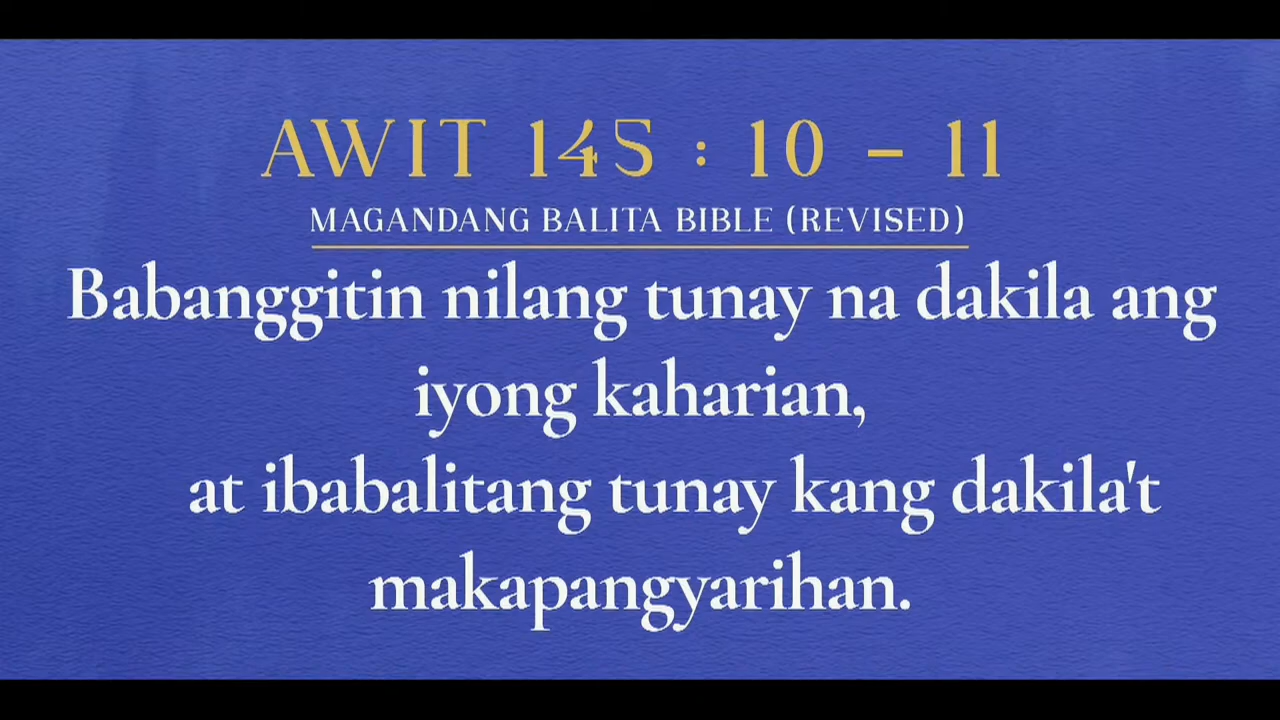 AWIT 145 : 10 – 11
MAGANDANG BALITA BIBLE (REVISED)
Babanggitin nilang tunay na dakila ang
iyong kaharian,
at ibabalitang tunay kang dakila't
makapangyarihan.